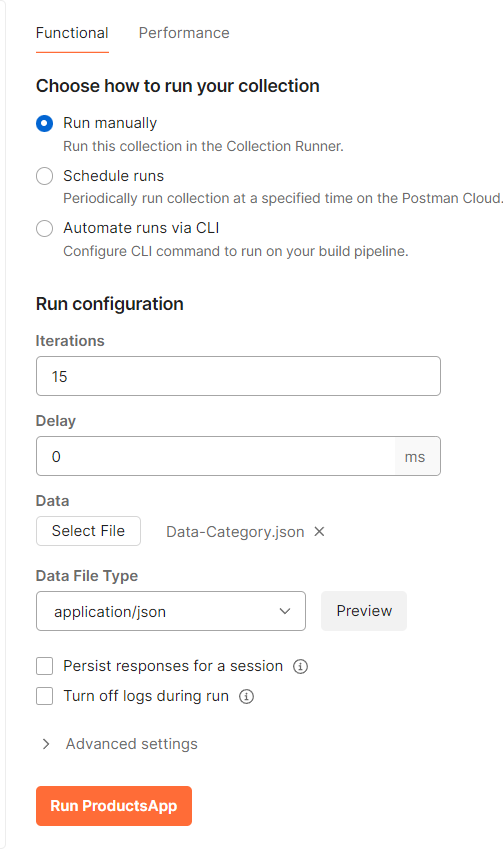 Functional Performance
Choose how to run your collection
Run manually
Run this collection in the Collection Runner.
Schedule runs
Periodically run collection at a specified time on the Postman Cloud.
Automate runs via CLI
Configure CLI command to run on your build pipeline.
Run configuration
Iterations
15
Delay
0 ms
Data
Select File Data-Category.json
Data File Type
application/json Preview
Persist responses for a session
Turn off logs during run
Advanced settings
Run ProductsApp